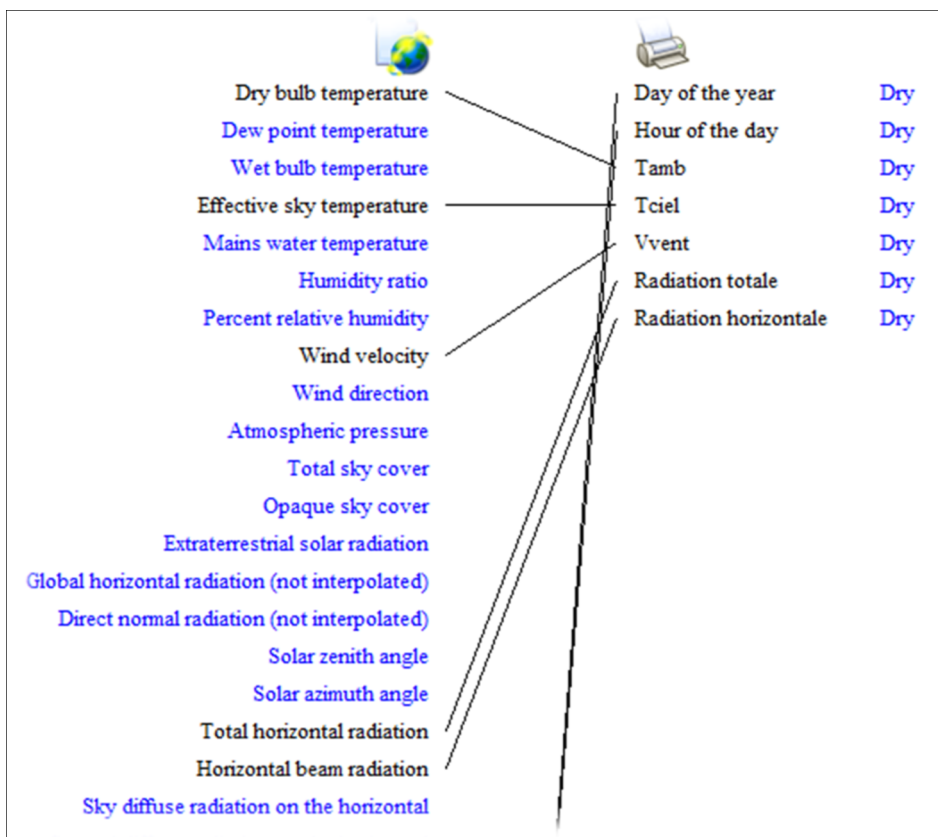 Dry bulb temperature Day of the year Dry
Dew point temperature Hour of the day Dry
Wet bulb temperature Tamb Dry
Effective sky temperature Tciel Dry
Mains water temperature Vvent Dry
Humidity ratio Radiation totale Dry
Percent relative humidity Radiation horizontale Dry
Wind velocity
Wind direction
Atmospheric pressure
Total sky cover
Opaque sky cover
Extraterrestrial solar radiation
Global horizontal radiation (not interpolated)
Direct normal radiation (not interpolated)
Solar zenith angle
Solar azimuth angle
Total horizontal radiation
Horizontal beam radiation
Sky diffuse radiation on the horizontal